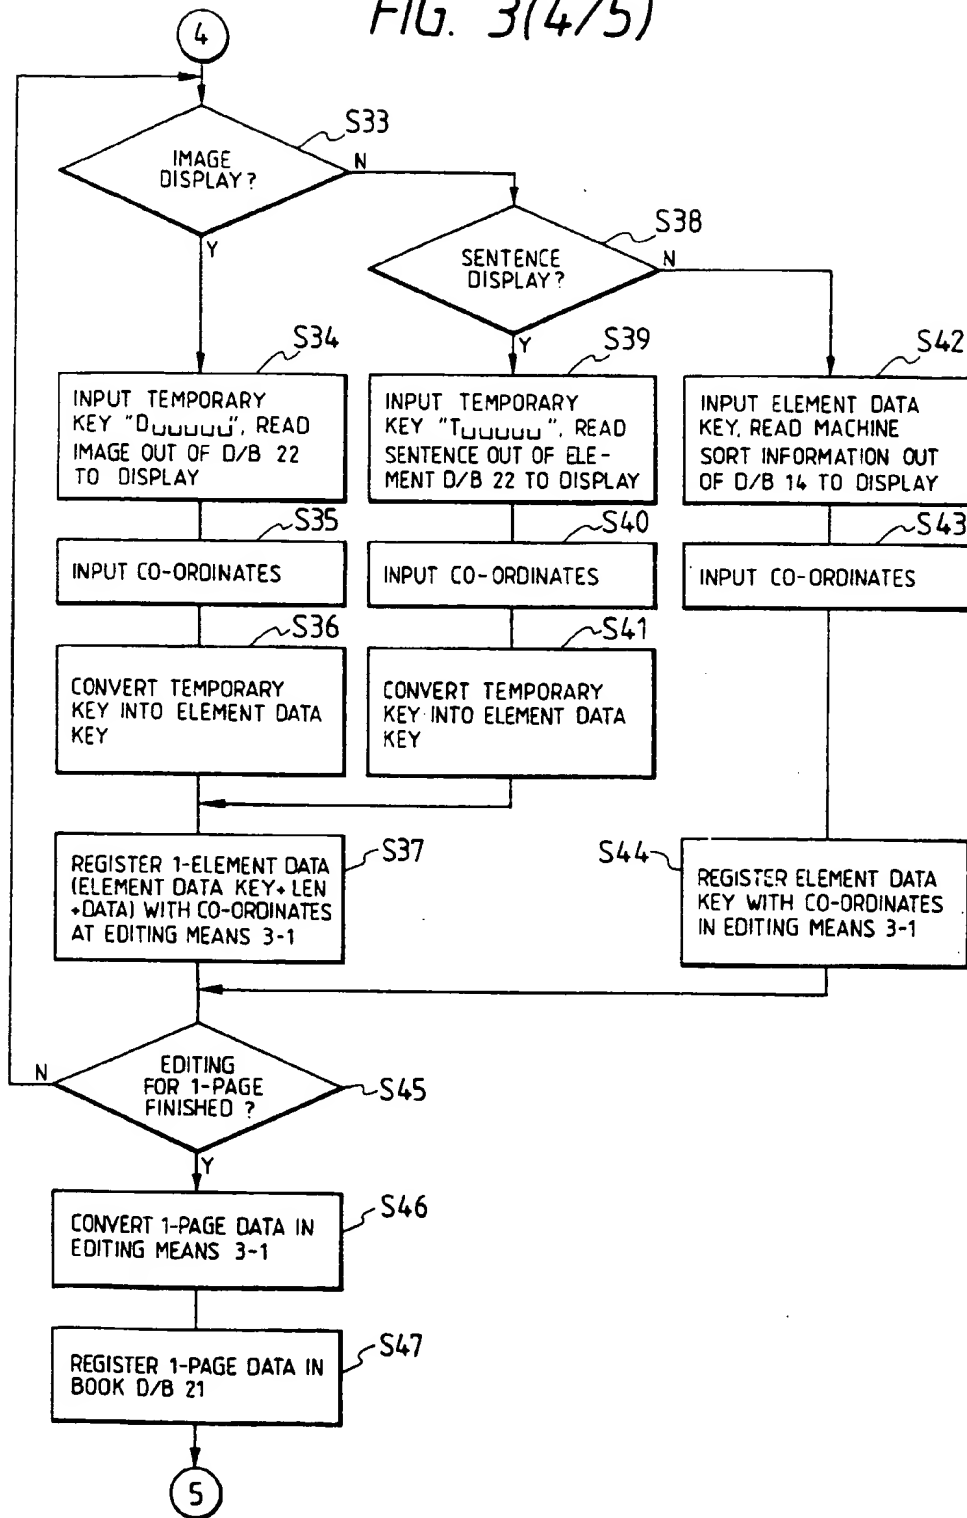 FIG. 3(4/5)
4
S33
IMAGE
DISPLAY?
N
Y
S38
SENTENCE
DISPLAY?
N
Y
S34
INPUT TEMPORARY
KEY "D␣␣␣␣␣", READ
IMAGE OUT OF D/B 22
TO DISPLAY
S39
INPUT TEMPORARY
KEY "T␣␣␣␣␣", READ
SENTENCE OUT OF ELE-
MENT D/B 22 TO DISPLAY
S42
INPUT ELEMENT DATA
KEY, READ MACHINE
SORT INFORMATION OUT
OF D/B 14 TO DISPLAY
S35
INPUT CO-ORDINATES
S40
INPUT CO-ORDINATES
S43
INPUT CO-ORDINATES
S36
CONVERT TEMPORARY
KEY INTO ELEMENT DATA
KEY
S41
CONVERT TEMPORARY
KEY INTO ELEMENT DATA
KEY
S37
REGISTER 1-ELEMENT DATA
(ELEMENT DATA KEY+LEN
+DATA) WITH CO-ORDINATES
AT EDITING MEANS 3-1
S44
REGISTER ELEMENT DATA
KEY WITH CO-ORDINATES
IN EDITING MEANS 3-1
EDITING
FOR 1-PAGE
FINISHED ?
N
S45
Y
S46
CONVERT 1-PAGE DATA IN
EDITING MEANS 3-1
S47
REGISTER 1-PAGE DATA IN
BOOK D/B 21
5